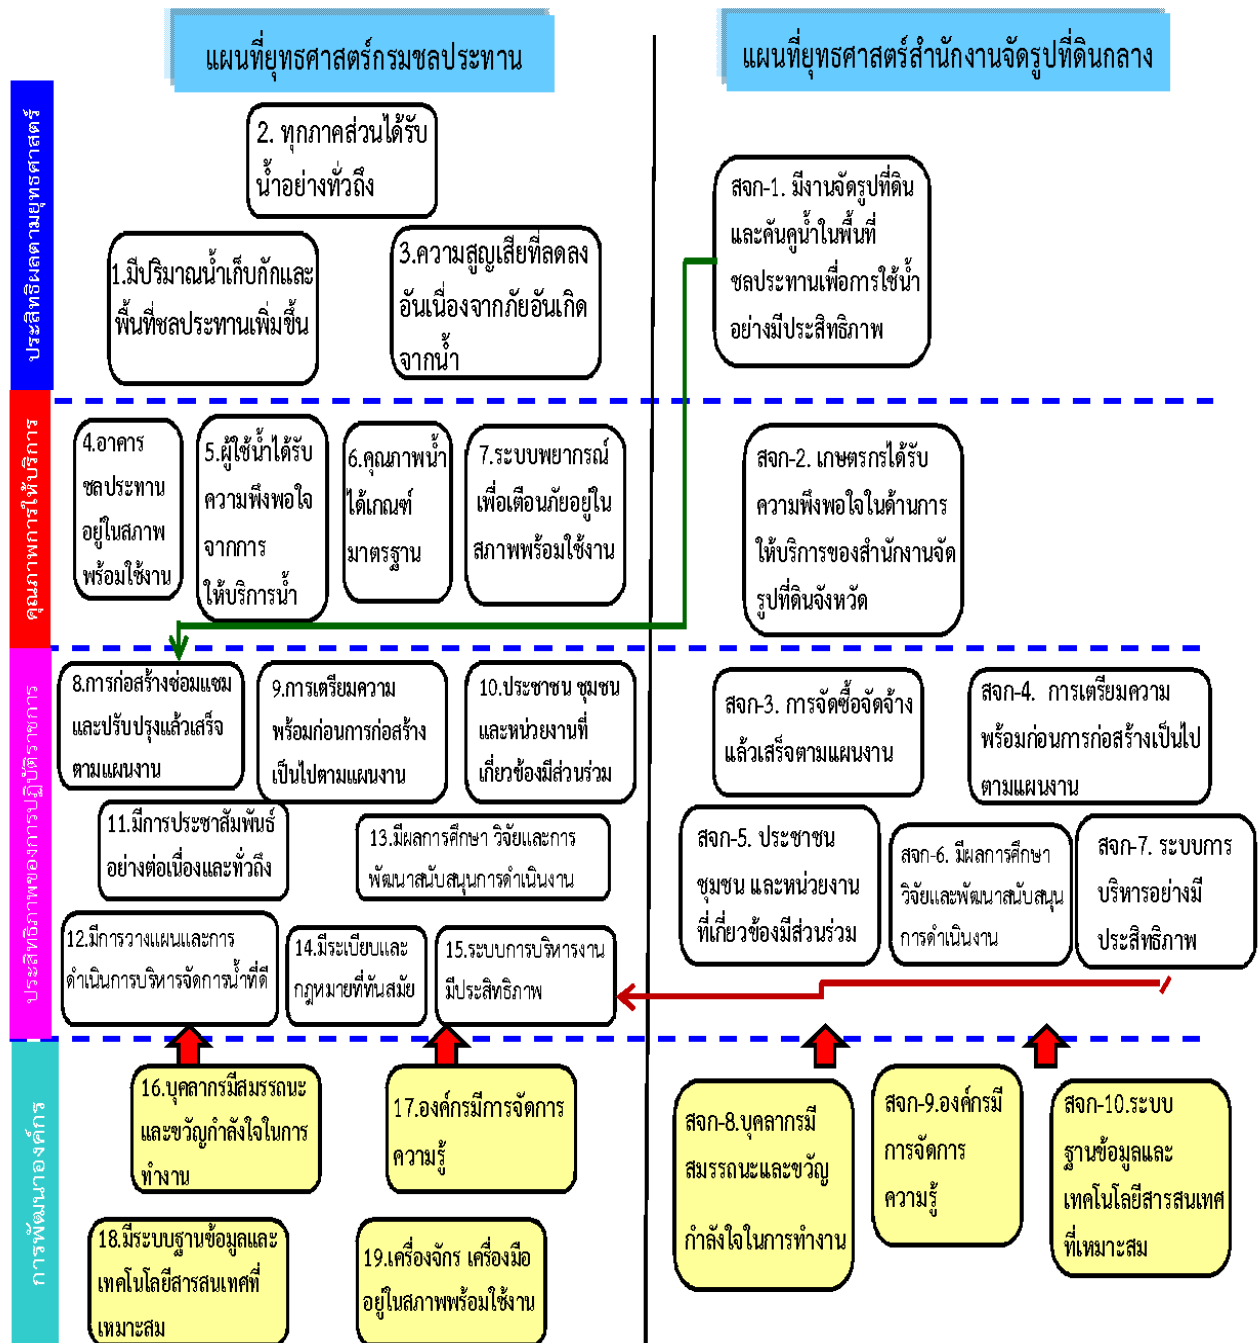 แผนที่ยุทธศาสตร์กรมชลประทาน
แผนที่ยุทธศาสตร์สำนักงานจัดรูปที่ดินกลาง
ประสิทธิผลตามยุทธศาสตร์
2. ทุกภาคส่วนได้รับ
น้ำอย่างทั่วถึง
1.มีปริมาณน้ำเก็บกักและ
พื้นที่ชลประทานเพิ่มขึ้น
3.ความสูญเสียที่ลดลง
อันเนื่องจากภัยอันเกิด
จากน้ำ
สจก-1. มีงานจัดรูปที่ดิน
และคันคูน้ำในพื้นที่
ชลประทานเพื่อการใช้น้ำ
อย่างมีประสิทธิภาพ
คุณภาพการให้บริการ
4.อาคาร
ชลประทาน
อยู่ในสภาพ
พร้อมใช้งาน
5.ผู้ใช้น้ำได้รับ
ความพึงพอใจ
จากการ
ให้บริการน้ำ
6.คุณภาพน้ำ
ได้เกณฑ์
มาตรฐาน
7.ระบบพยากรณ์
เพื่อเตือนภัยอยู่ใน
สภาพพร้อมใช้งาน
สจก-2. เกษตรกรได้รับ
ความพึงพอใจในด้านการ
ให้บริการของสำนักงานจัด
รูปที่ดินจังหวัด
ประสิทธิภาพของการปฏิบัติราชการ
8.การก่อสร้างซ่อมแซม
และปรับปรุงแล้วเสร็จ
ตามแผนงาน
9.การเตรียมความ
พร้อมก่อนการก่อสร้าง
เป็นไปตามแผนงาน
10.ประชาชน ชุมชน
และหน่วยงานที่
เกี่ยวข้องมีส่วนร่วม
สจก-3. การจัดซื้อจัดจ้าง
แล้วเสร็จตามแผนงาน
สจก-4. การเตรียมความ
พร้อมก่อนการก่อสร้างเป็นไป
ตามแผนงาน
11.มีการประชาสัมพันธ์
อย่างต่อเนื่องและทั่วถึง
13.มีผลการศึกษา วิจัยและการ
พัฒนาสนับสนุนการดำเนินงาน
สจก-5. ประชาชน
ชุมชน และหน่วยงาน
ที่เกี่ยวข้องมีส่วนร่วม
สจก-6. มีผลการศึกษา
วิจัยและพัฒนาสนับสนุน
การดำเนินงาน
สจก-7. ระบบการ
บริหารอย่างมี
ประสิทธิภาพ
12.มีการวางแผนและการ
ดำเนินการบริหารจัดการน้ำที่ดี
14.มีระเบียบและ
กฎหมายที่ทันสมัย
15.ระบบการบริหารงาน
มีประสิทธิภาพ
การพัฒนาองค์กร
16.บุคลากรมีสมรรถนะ
และขวัญกำลังใจในการ
ทำงาน
17.องค์กรมีการจัดการ
ความรู้
สจก-8.บุคลากรมี
สมรรถนะและขวัญ
กำลังใจในการทำงาน
สจก-9.องค์กรมี
การจัดการ
ความรู้
สจก-10.ระบบ
ฐานข้อมูลและ
เทคโนโลยีสารสนเทศ
ที่เหมาะสม
18.มีระบบฐานข้อมูลและ
เทคโนโลยีสารสนเทศที่
เหมาะสม
19.เครื่องจักร เครื่องมือ
อยู่ในสภาพพร้อมใช้งาน